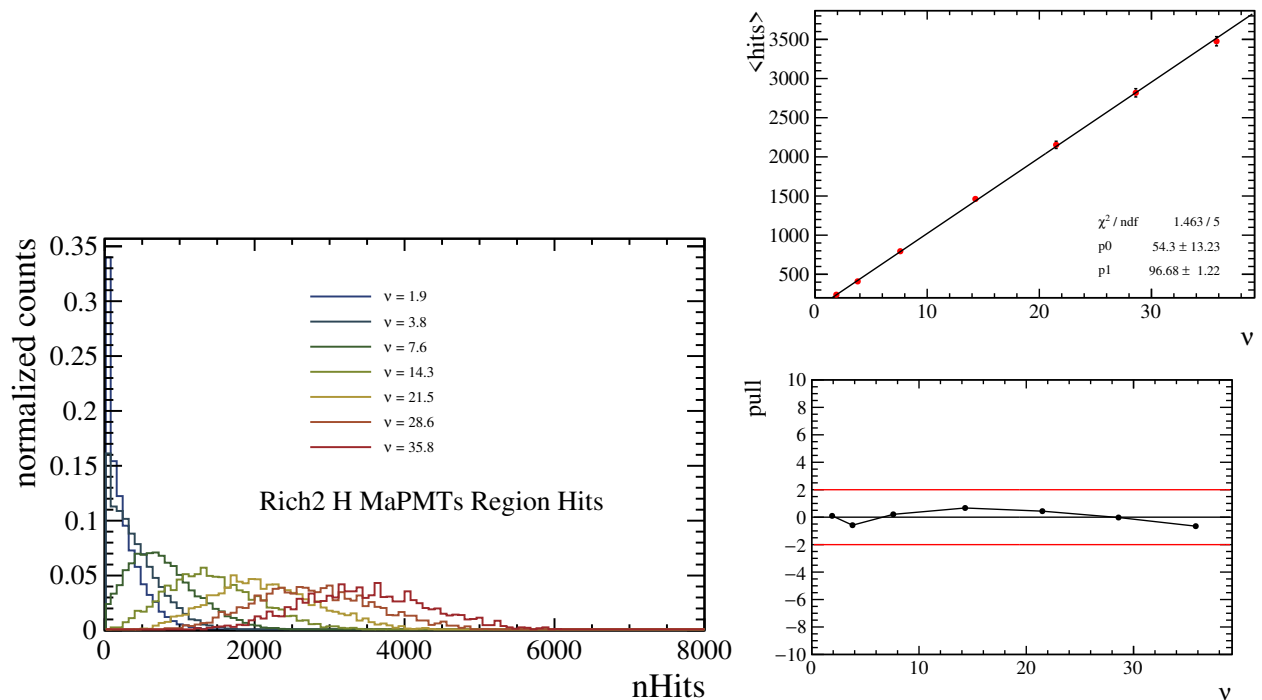 0.35
0.3
0.25
0.2
0.15
0.1
0.05
0
normalized counts
ν = 1.9
ν = 3.8
ν = 7.6
ν = 14.3
ν = 21.5
ν = 28.6
ν = 35.8
Rich2 H MaPMTs Region Hits
0 2000 4000 6000 8000
nHits
<hits>
3500
3000
2500
2000
1500
1000
500
χ² / ndf 1.463 / 5
p0 54.3 ± 13.23
p1 96.68 ± 1.22
0 10 20 30
ν
pull
10
8
6
4
2
0
−2
−4
−6
−8
−10
0 10 20 30
ν